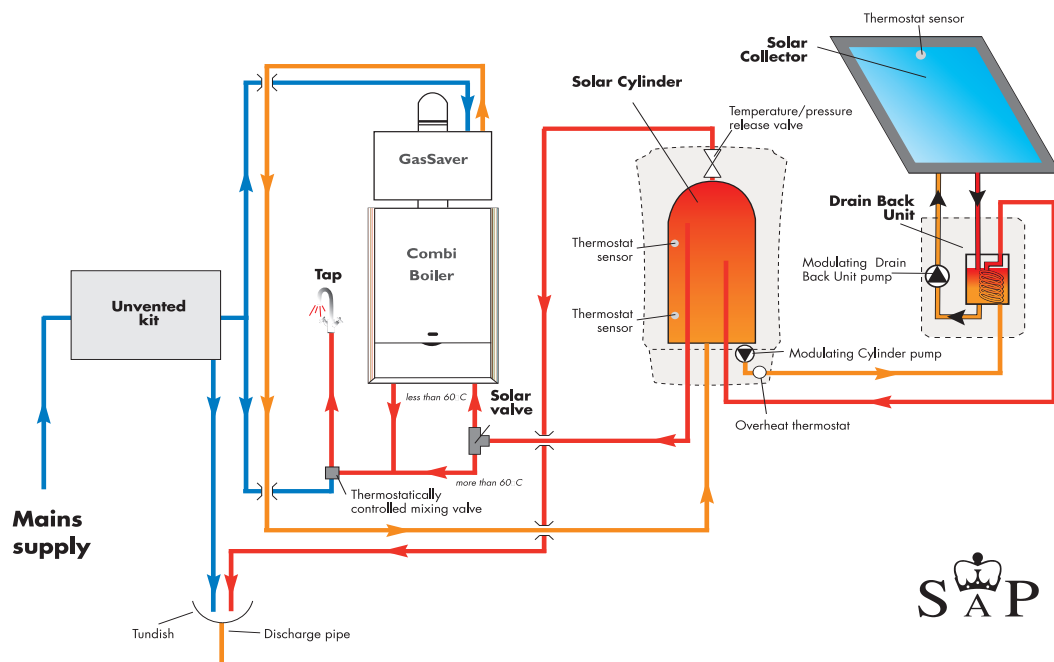 Thermostat sensor
Solar
Collector
Solar Cylinder
Temperature/pressure
release valve
GasSaver
Drain Back
Unit
Combi
Boiler
Thermostat
sensor
Modulating Drain
Back Unit pump
Tap
Unvented
kit
Thermostat
sensor
Modulating Cylinder pump
less than 60°C
Solar
valve
Overheat thermostat
more than 60°C
Thermostatically
controlled mixing valve
Mains
supply
Tundish
Discharge pipe
SAP